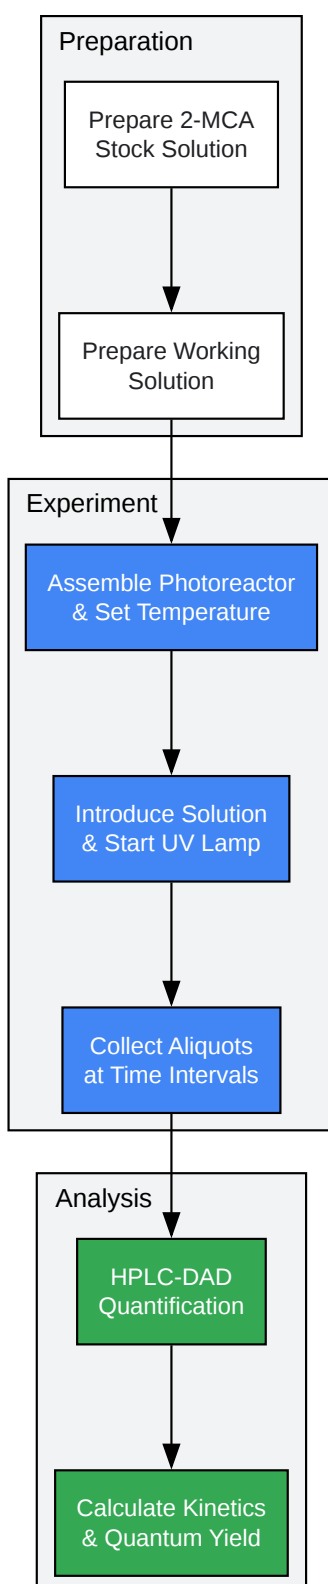 Preparation
Prepare 2-MCA
Stock Solution
Prepare Working
Solution
Experiment
Assemble Photoreactor
& Set Temperature
Introduce Solution
& Start UV Lamp
Collect Aliquots
at Time Intervals
Analysis
HPLC-DAD
Quantification
Calculate Kinetics
& Quantum Yield